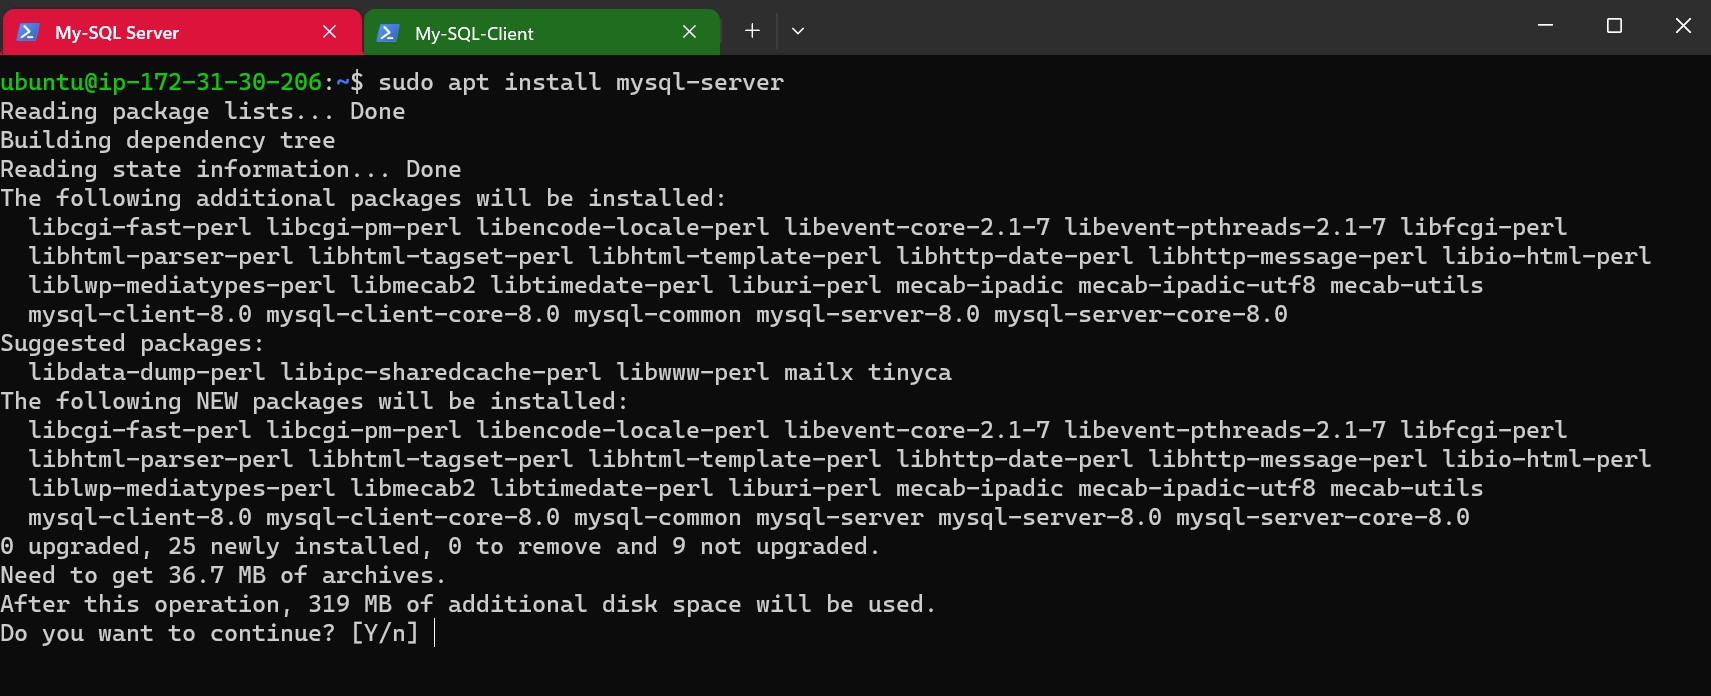 My-SQL Server
My-SQL-Client
ubuntu@ip-172-31-30-206:~$ sudo apt install mysql-server
Reading package lists... Done
Building dependency tree
Reading state information... Done
The following additional packages will be installed:
  libcgi-fast-perl libcgi-pm-perl libencode-locale-perl libevent-core-2.1-7 libevent-pthreads-2.1-7 libfcgi-perl
  libhtml-parser-perl libhtml-tagset-perl libhtml-template-perl libhttp-date-perl libhttp-message-perl libio-html-perl
  liblwp-mediatypes-perl libmecab2 libtimedate-perl liburi-perl mecab-ipadic mecab-ipadic-utf8 mecab-utils
  mysql-client-8.0 mysql-client-core-8.0 mysql-common mysql-server-8.0 mysql-server-core-8.0
Suggested packages:
  libdata-dump-perl libipc-sharedcache-perl libwww-perl mailx tinyca
The following NEW packages will be installed:
  libcgi-fast-perl libcgi-pm-perl libencode-locale-perl libevent-core-2.1-7 libevent-pthreads-2.1-7 libfcgi-perl
  libhtml-parser-perl libhtml-tagset-perl libhtml-template-perl libhttp-date-perl libhttp-message-perl libio-html-perl
  liblwp-mediatypes-perl libmecab2 libtimedate-perl liburi-perl mecab-ipadic mecab-ipadic-utf8 mecab-utils
  mysql-client-8.0 mysql-client-core-8.0 mysql-common mysql-server mysql-server-8.0 mysql-server-core-8.0
0 upgraded, 25 newly installed, 0 to remove and 9 not upgraded.
Need to get 36.7 MB of archives.
After this operation, 319 MB of additional disk space will be used.
Do you want to continue? [Y/n]